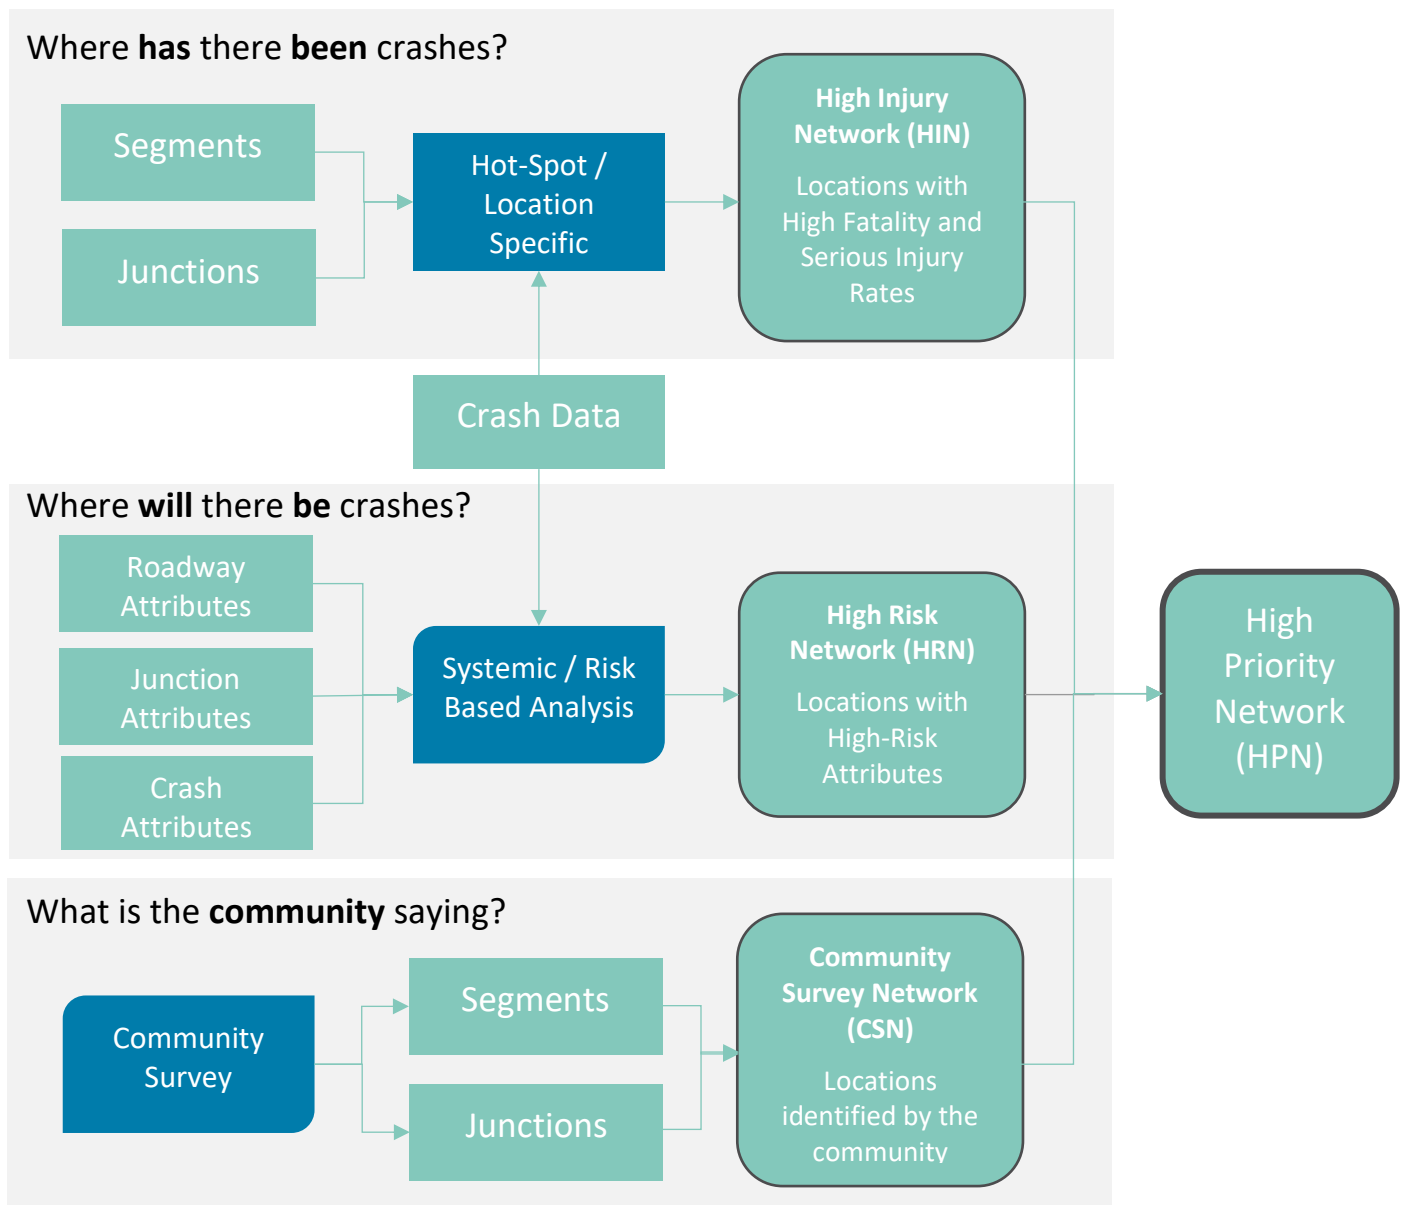 Where has there been crashes?
Segments
Junctions
Hot-Spot /
Location
Specific
High Injury
Network (HIN)
Locations with
High Fatality and
Serious Injury
Rates
Crash Data
Where will there be crashes?
Roadway
Attributes
Junction
Attributes
Crash
Attributes
Systemic / Risk
Based Analysis
High Risk
Network (HRN)
Locations with
High-Risk
Attributes
High
Priority
Network
(HPN)
What is the community saying?
Community
Survey
Segments
Junctions
Community
Survey Network
(CSN)
Locations
identified by the
community